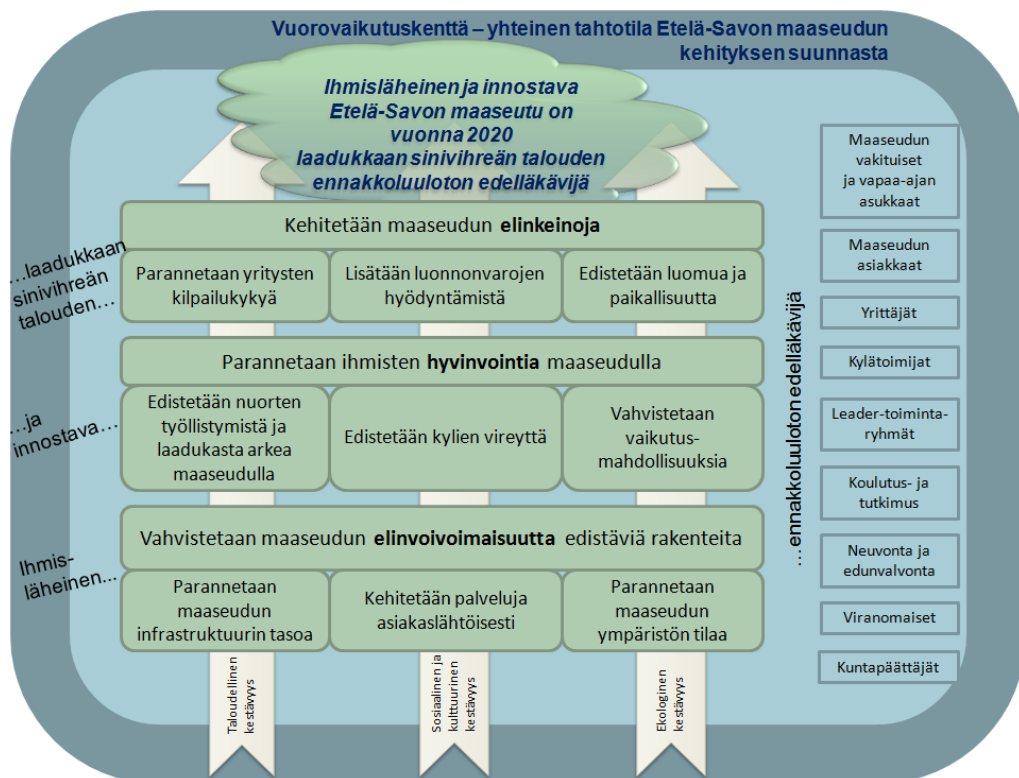 Vuorovaikutuskenttä – yhteinen tahtotila Etelä-Savon maaseudun
kehityksen suunnasta
Ihmisläheinen ja innostava
Etelä-Savon maaseutu on
vuonna 2020
laadukkaan sinivihreän talouden
ennakkoluuloton edelläkävijä
…laadukkaan
sinivihreän
talouden…
Kehitetään maaseudun elinkeinoja
Parannetaan yritysten
kilpailukykyä
Lisätään luonnonvarojen
hyödyntämistä
Edistetään luomua ja
paikallisuutta
…ja
innostava…
Parannetaan ihmisten hyvinvointia maaseudulla
Edistetään nuorten
työllistymistä ja
laadukasta arkea
maaseudulla
Edistetään kylien vireyttä
Vahvistetaan
vaikutus-
mahdollisuuksia
Ihmis-
läheinen...
Vahvistetaan maaseudun elinvoivoimaisuutta edistäviä rakenteita
Parannetaan
maaseudun
infrastruktuurin tasoa
Kehitetään palveluja
asiakaslähtöisesti
Parannetaan
maaseudun
ympäristön tilaa
Taloudellinen
kestävyys
Sosiaalinen ja
kulttuurinen
kestävyys
Ekologinen
kestävyys
…ennakkoluuloton edelläkävijä
Maaseudun
vakituiset
ja vapaa-ajan
asukkaat
Maaseudun
asiakkaat
Yrittäjät
Kylätoimijat
Leader-toiminta-
ryhmät
Koulutus- ja
tutkimus
Neuvonta ja
edunvalvonta
Viranomaiset
Kuntapäättäjät